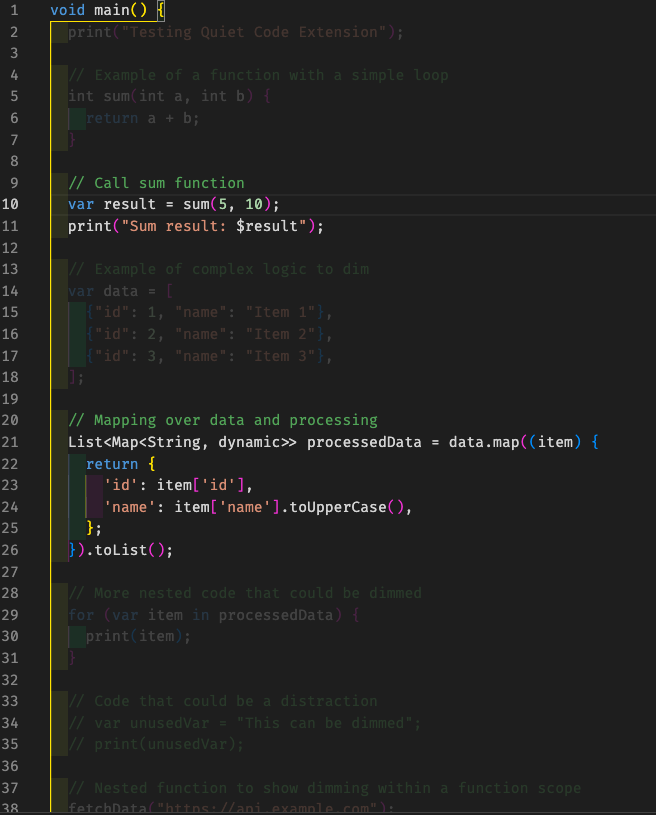 1 void main() {
2   print("Testing Quiet Code Extension");
3
4   // Example of a function with a simple loop
5   int sum(int a, int b) {
6     return a + b;
7   }
8
9   // Call sum function
10   var result = sum(5, 10);
11   print("Sum result: $result");
12
13   // Example of complex logic to dim
14   var data = [
15     {"id": 1, "name": "Item 1"},
16     {"id": 2, "name": "Item 2"},
17     {"id": 3, "name": "Item 3"},
18   ];
19
20   // Mapping over data and processing
21   List<Map<String, dynamic>> processedData = data.map((item) {
22     return {
23       'id': item['id'],
24       'name': item['name'].toUpperCase(),
25     };
26   }).toList();
27
28   // More nested code that could be dimmed
29   for (var item in processedData) {
30     print(item);
31   }
32
33   // Code that could be a distraction
34   // var unusedVar = "This can be dimmed";
35   // print(unusedVar);
36
37   // Nested function to show dimming within a function scope
38   fetchData("https://api.example.com");